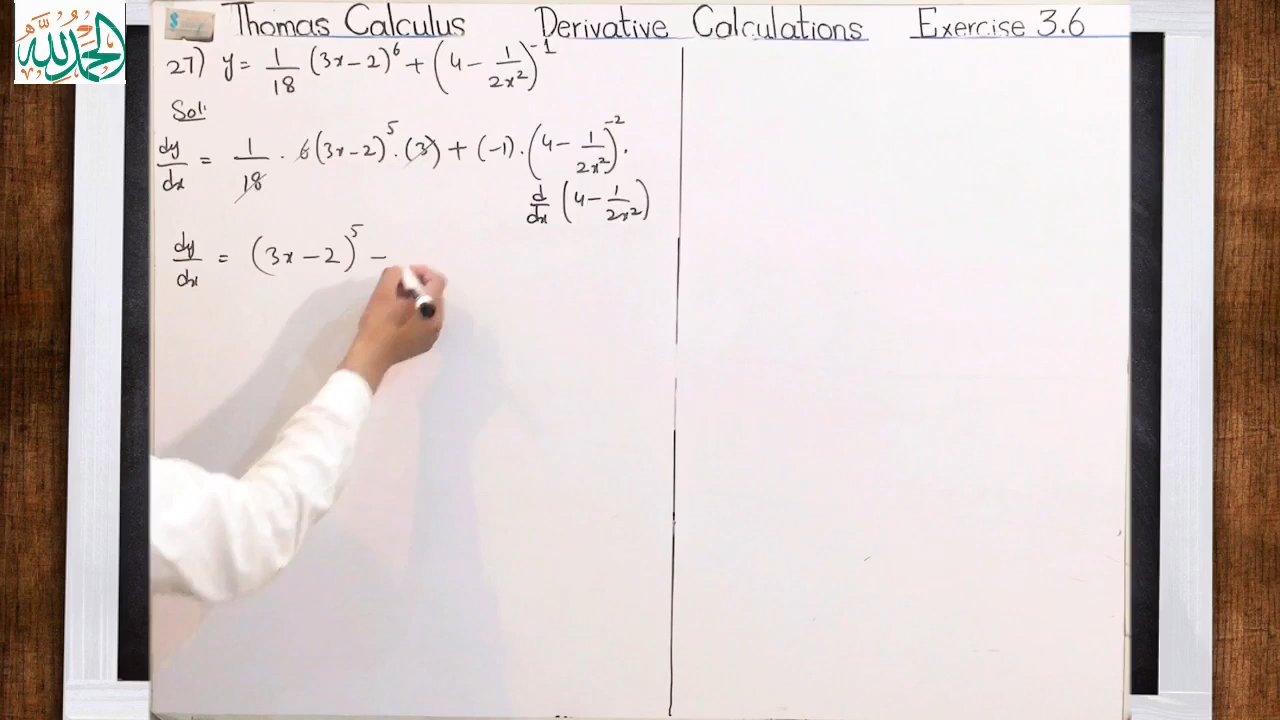 الحمد لله
Thomas Calculus Derivative Calculations Exercise 3.6
27) y = 1/18 (3x-2)^6 + (4 - 1/2x^2)^-1
Sol:
dy/dx = 1/18 . 6(3x-2)^5 . (3) + (-1) . (4 - 1/2x^2)^-2 .
d/dx (4 - 1/2x^2)
dy/dx = (3x-2)^5 -